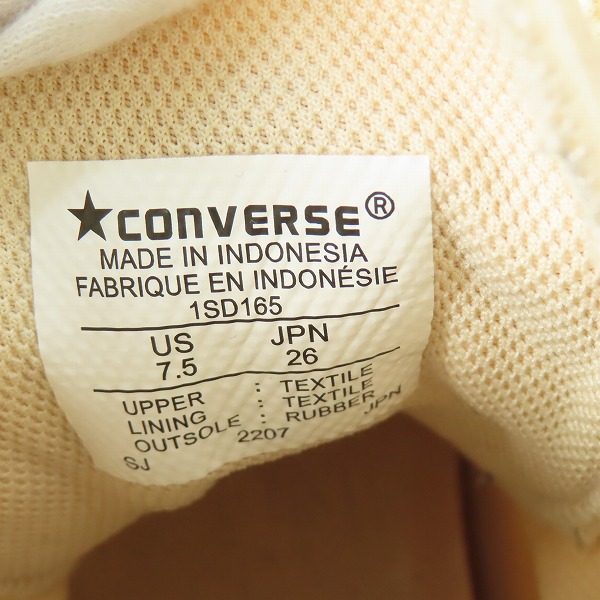 ★CONVERSE®
MADE IN INDONESIA
FABRIQUE EN INDONÉSIE
1SD165
US JPN
7.5 26
UPPER : TEXTILE
LINING : TEXTILE
OUTSOLE : RUBBER
SJ 2207 JPN